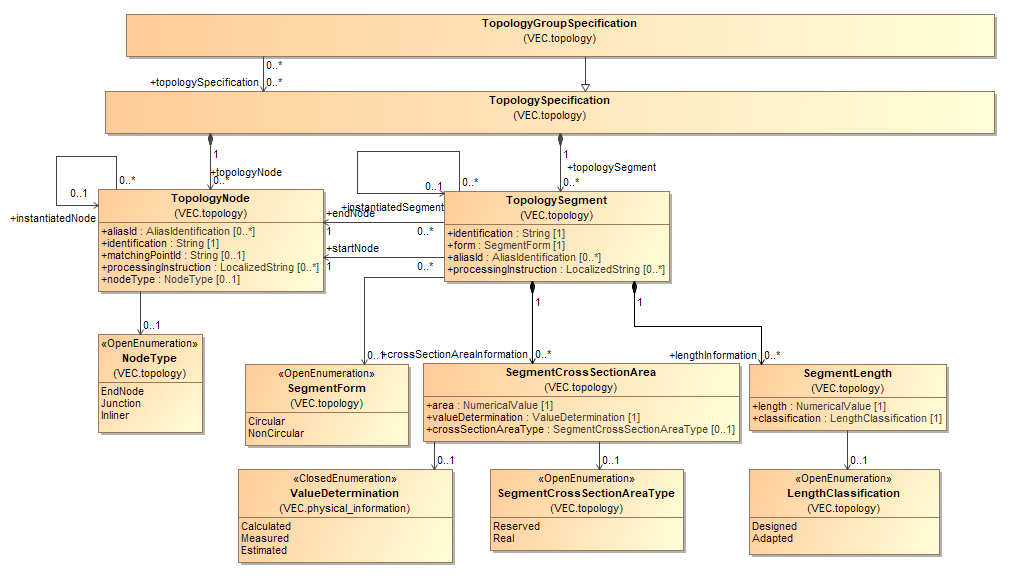 TopologyGroupSpecification
(VEC.topology)
0..*
+topologySpecification
0..*
TopologySpecification
(VEC.topology)
1
+topologyNode
0..*
1
+topologySegment
0..*
0..*
0..1
+instantiatedNode
TopologyNode
(VEC.topology)
+aliasId : AliasIdentification [0..*]
+identification : String [1]
+matchingPointId : String [0..1]
+processingInstruction : LocalizedString [0..*]
+nodeType : NodeType [0..1]
0..*
0..1
+instantiatedSegment
+endNode
1
0..*
+startNode
1
0..*
TopologySegment
(VEC.topology)
+identification : String [1]
+form : SegmentForm [1]
+aliasId : AliasIdentification [0..*]
+processingInstruction : LocalizedString [0..*]
0..1
«OpenEnumeration»
NodeType
(VEC.topology)
EndNode
Junction
Inliner
0..1
«OpenEnumeration»
SegmentForm
(VEC.topology)
Circular
NonCircular
1
+crossSectionAreaInformation
0..*
SegmentCrossSectionArea
(VEC.topology)
+area : NumericalValue [1]
+valueDetermination : ValueDetermination [1]
+crossSectionAreaType : SegmentCrossSectionAreaType [0..1]
1
+lengthInformation
0..*
SegmentLength
(VEC.topology)
+length : NumericalValue [1]
+classification : LengthClassification [1]
0..1
«ClosedEnumeration»
ValueDetermination
(VEC.physical_information)
Calculated
Measured
Estimated
0..1
«OpenEnumeration»
SegmentCrossSectionAreaType
(VEC.topology)
Reserved
Real
0..1
«OpenEnumeration»
LengthClassification
(VEC.topology)
Designed
Adapted